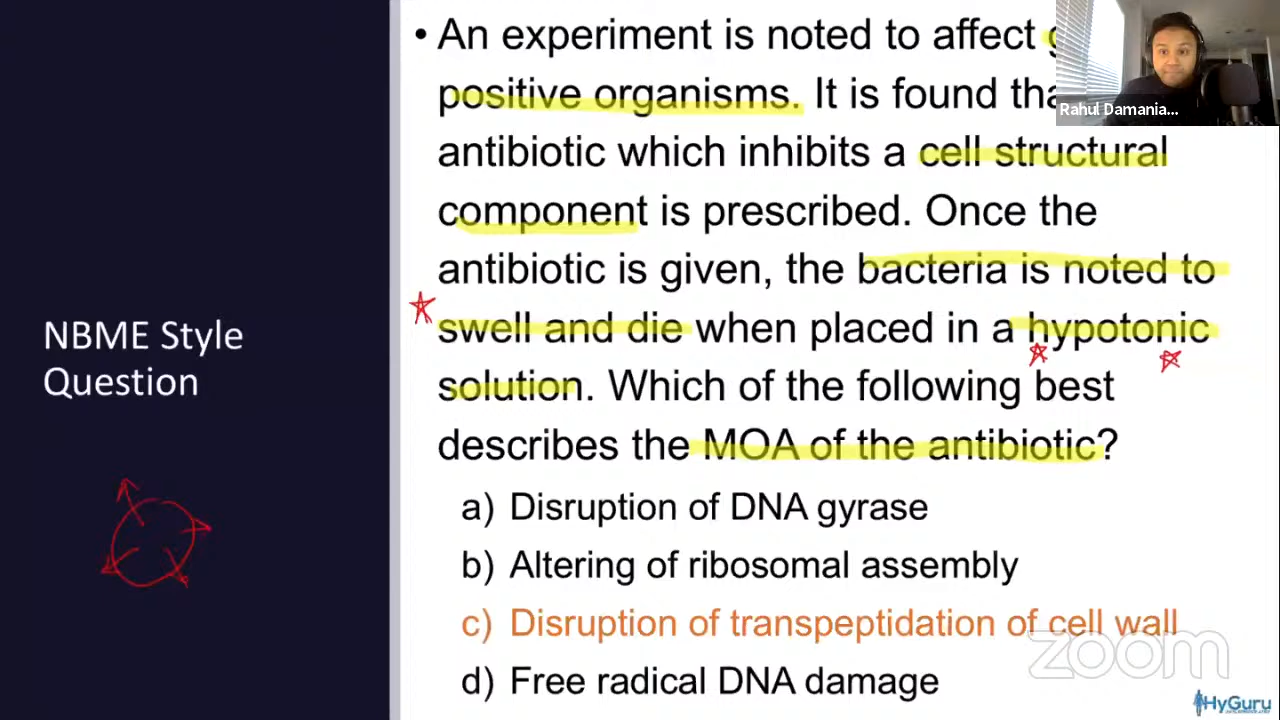 NBME Style
Question
• An experiment is noted to affect
positive organisms. It is found
antibiotic which inhibits a cell structural
component is prescribed. Once the
antibiotic is given, the bacteria is noted to
swell and die when placed in a hypotonic
solution. Which of the following best
describes the MOA of the antibiotic?
a) Disruption of DNA gyrase
b) Altering of ribosomal assembly
c) Disruption of transpeptidation of cell wall
d) Free radical DNA damage
Rahul Damania...
zoom
HyGuru